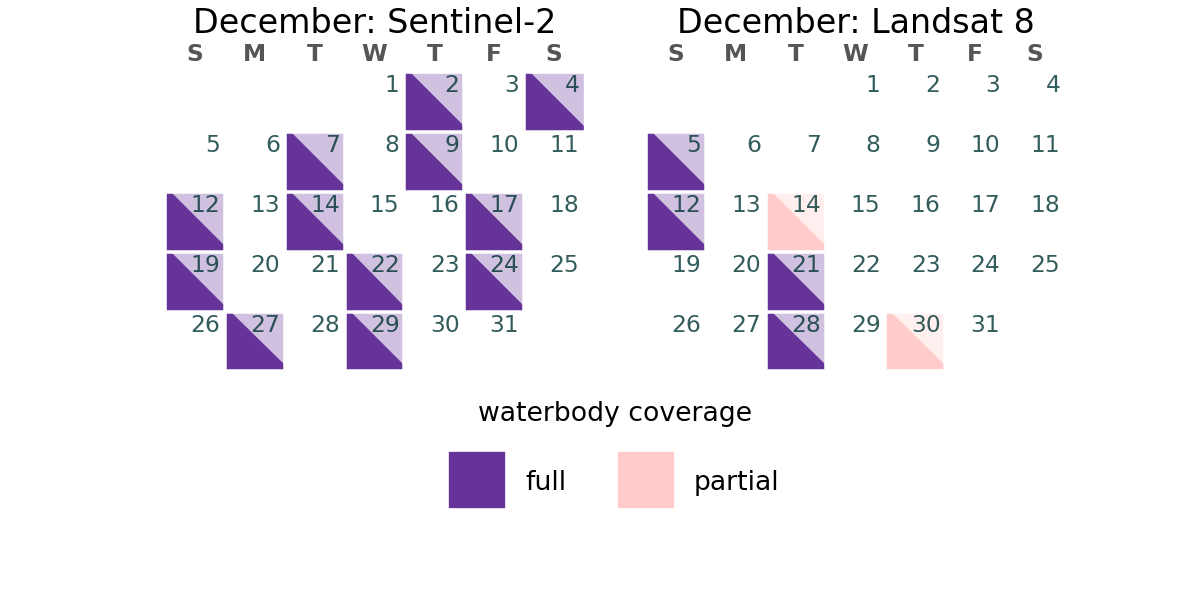 December: Sentinel-2
S M T W T F S
1 2 3 4
5 6 7 8 9 10 11
12 13 14 15 16 17 18
19 20 21 22 23 24 25
26 27 28 29 30 31
December: Landsat 8
S M T W T F S
1 2 3 4
5 6 7 8 9 10 11
12 13 14 15 16 17 18
19 20 21 22 23 24 25
26 27 28 29 30 31
waterbody coverage
full
partial